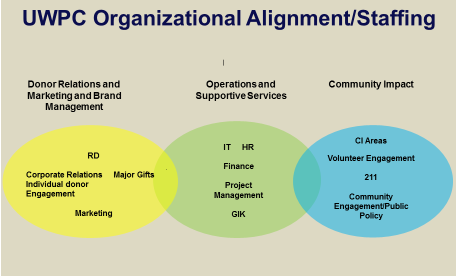 UWPC Organizational Alignment/Staffing
Donor Relations and
Marketing and Brand
Management
Operations and
Supportive Services
Community Impact
RD
Corporate Relations Major Gifts
Individual donor
Engagement
Marketing
IT HR
Finance
Project
Management
GIK
CI Areas
Volunteer Engagement
211
Community
Engagement/Public
Policy